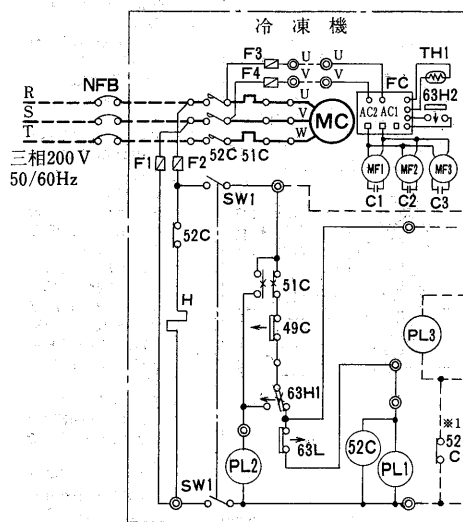 冷凍機
F3 U U
F4 V V
TH1
FC
63H2
NFB
AC2 AC1
R
S
T
U
V
W
MC
三相200V
50/60Hz
F1 F2
52C 51C
MF1 MF2 MF3
C1 C2 C3
SW1
52C
51C
H
49C
PL3
63H1
63L
※1
52
C
PL2
52C
PL1
SW1